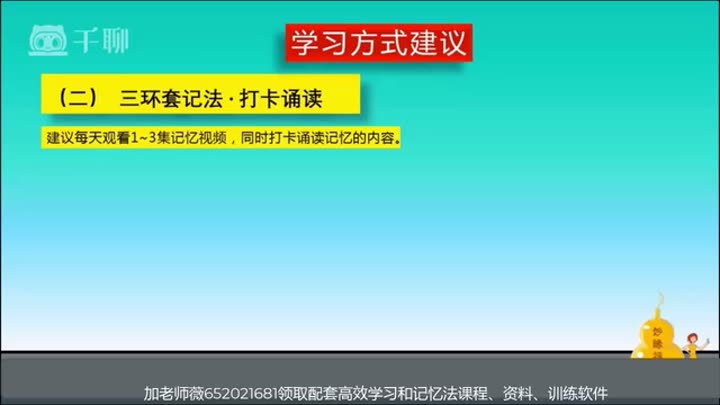 千聊
学习方式建议
（二） 三环套记法·打卡诵读
建议每天观看1~3集记忆视频，同时打卡诵读记忆的内容。
加老师薇652021681领取配套高效学习和记忆法课程、资料、训练软件